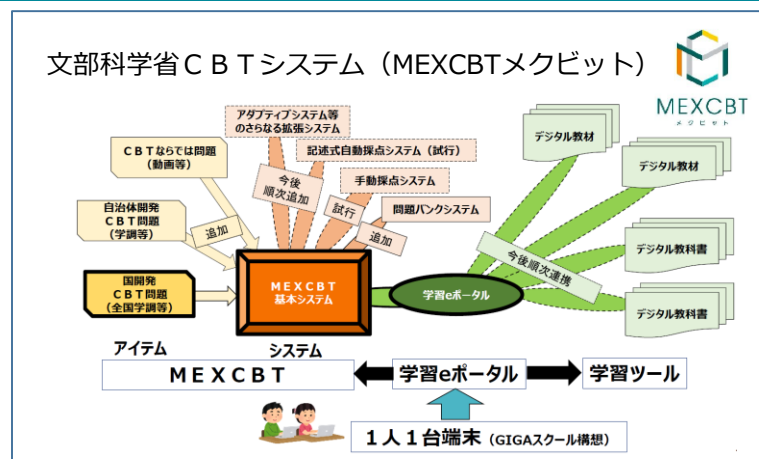 文部科学省ＣＢＴシステム（MEXCBTメクビット）
MEXCBT
メクビット
アダプティブシステム等
のさらなる拡張システム
ＣＢＴならでは問題
（動画等）
記述式自動採点システム（試行）
手動採点システム
問題バンクシステム
今後
順次追加
試行
追加
自治体開発
ＣＢＴ問題
（学調等）
追加
国開発
ＣＢＴ問題
（全国学調等）
ＭＥＸＣＢＴ
基本システム
学習eポータル
デジタル教材
デジタル教材
今後順次連携
デジタル教科書
デジタル教科書
アイテム
システム
ＭＥＸＣＢＴ
学習eポータル
学習ツール
１人１台端末（GIGAスクール構想）